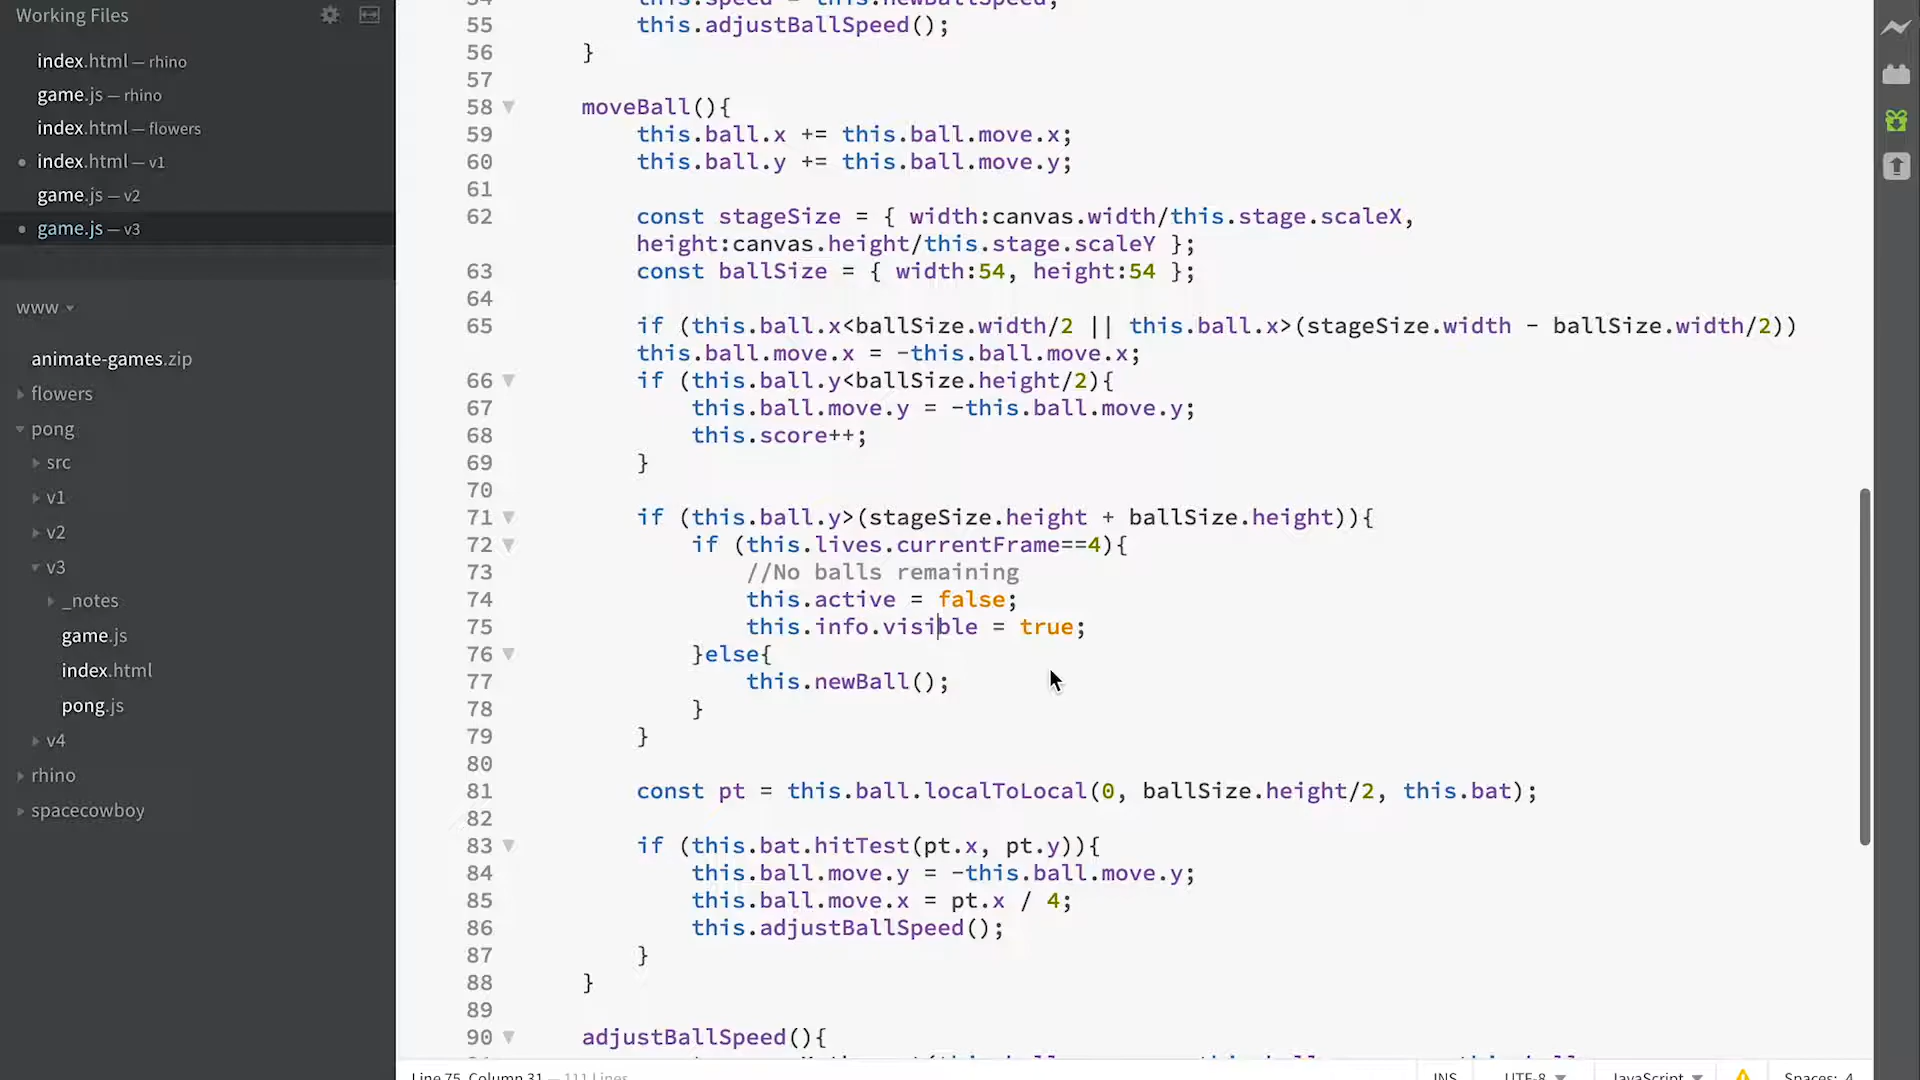 Working Files
index.html — rhino
game.js — rhino
index.html — flowers
index.html — v1
game.js — v2
game.js — v3
www
animate-games.zip
flowers
pong
src
v1
v2
v3
_notes
game.js
index.html
pong.js
v4
rhino
spacecowboy
54 this.speed = this.newBallSpeed;
55 this.adjustBallSpeed();
56 }
57
58 moveBall(){
59 this.ball.x += this.ball.move.x;
60 this.ball.y += this.ball.move.y;
61
62 const stageSize = { width:canvas.width/this.stage.scaleX,
height:canvas.height/this.stage.scaleY };
63 const ballSize = { width:54, height:54 };
64
65 if (this.ball.x<ballSize.width/2 || this.ball.x>(stageSize.width - ballSize.width/2))
this.ball.move.x = -this.ball.move.x;
66 if (this.ball.y<ballSize.height/2){
67 this.ball.move.y = -this.ball.move.y;
68 this.score++;
69 }
70
71 if (this.ball.y>(stageSize.height + ballSize.height)){
72 if (this.lives.currentFrame==4){
73 //No balls remaining
74 this.active = false;
75 this.info.visible = true;
76 }else{
77 this.newBall();
78 }
79 }
80
81 const pt = this.ball.localToLocal(0, ballSize.height/2, this.bat);
82
83 if (this.bat.hitTest(pt.x, pt.y)){
84 this.ball.move.y = -this.ball.move.y;
85 this.ball.move.x = pt.x / 4;
86 this.adjustBallSpeed();
87 }
88 }
89
90 adjustBallSpeed(){
Line 75, Column 31 — 111 Lines
INS UTF-8 JavaScript Spaces: 4